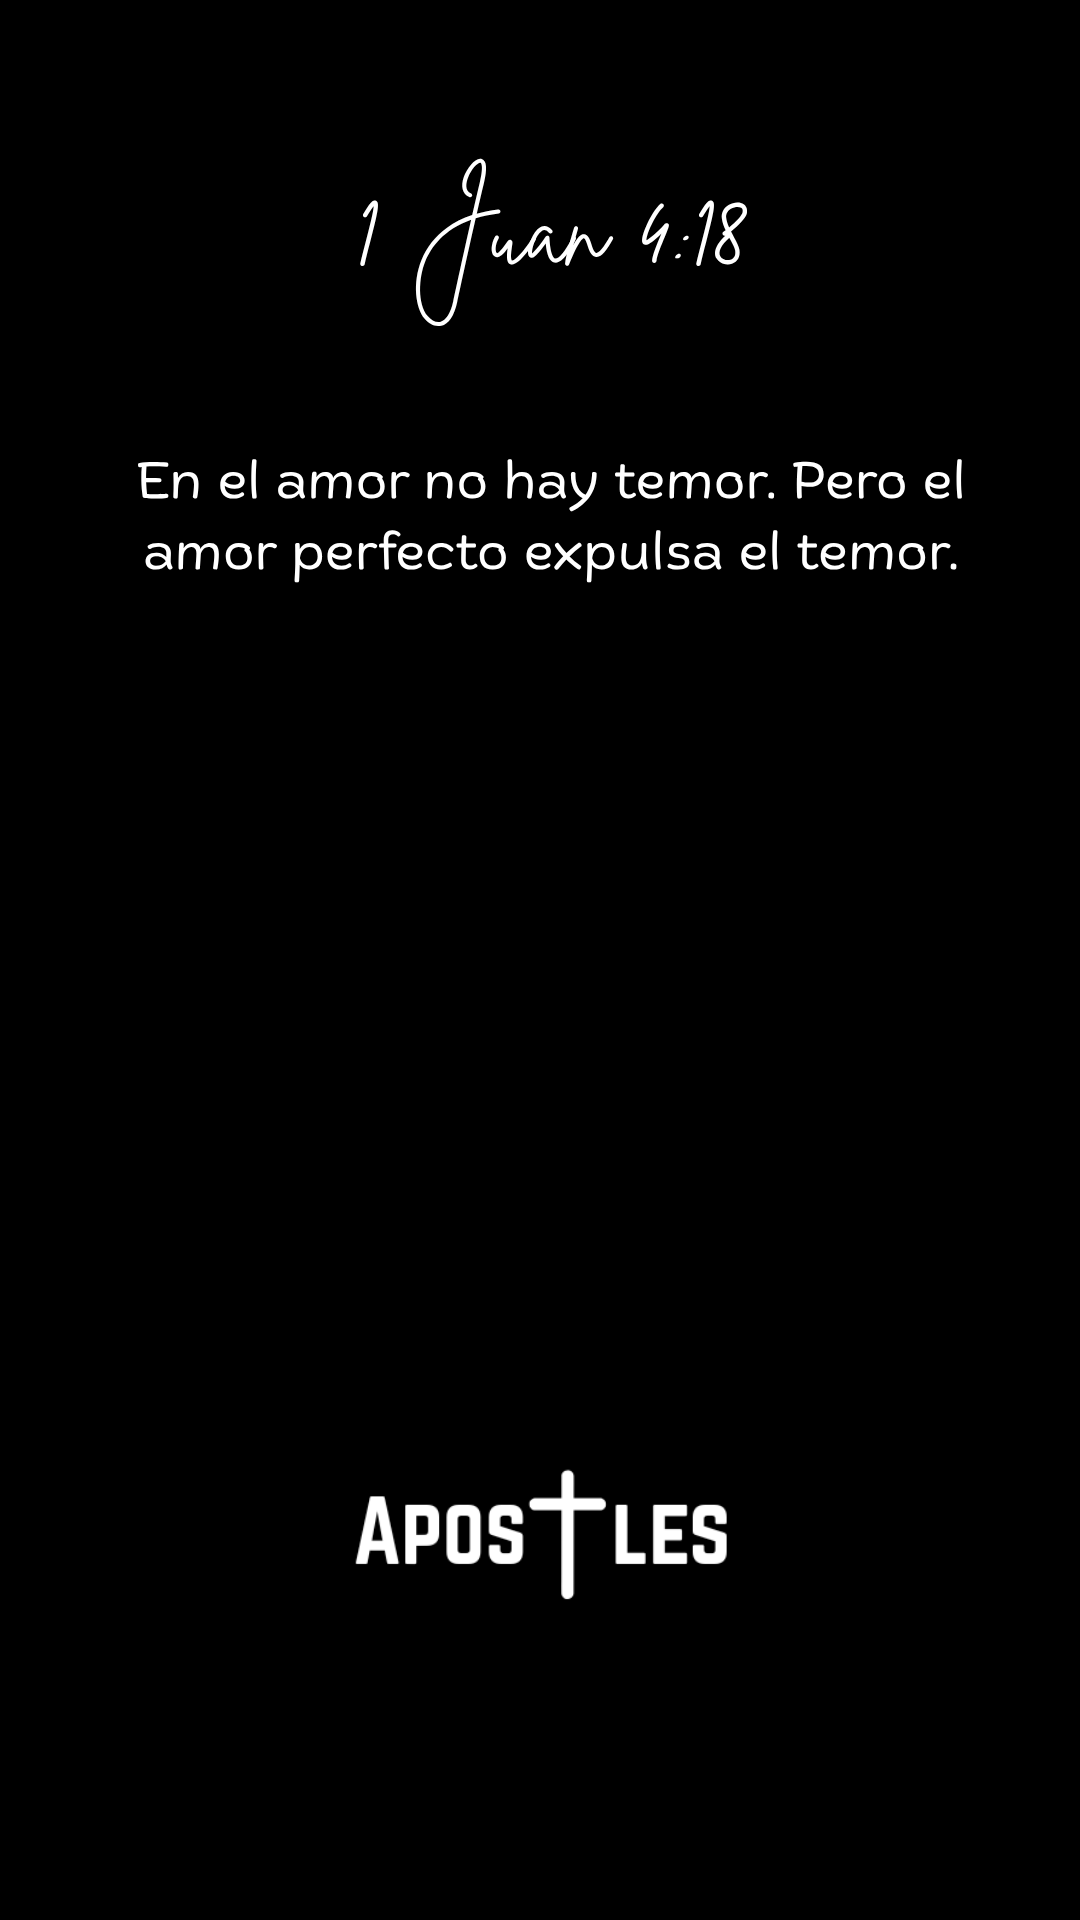 1 Juan 4:18
En el amor no hay temor. Pero el
amor perfecto expulsa el temor.
APOSTLES